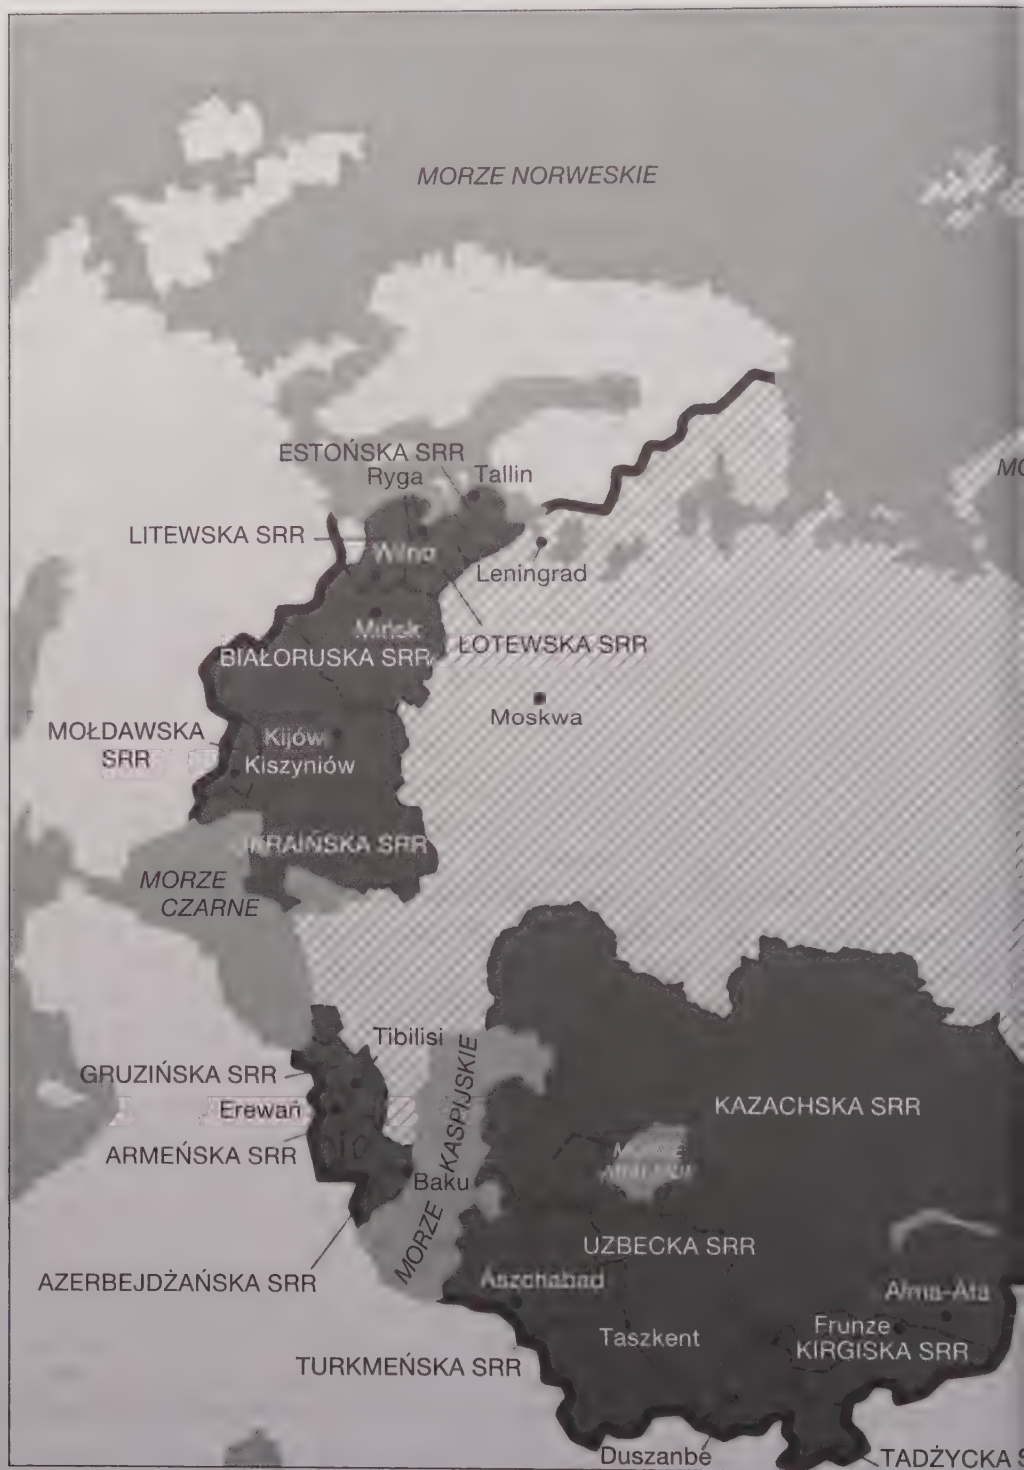 MORZE NORWESKIE
ESTOŃSKA SRR
Ryga
Tallin
MO
LITEWSKA SRR
Wilno
Leningrad
Mińsk
ŁOTEWSKA SRR
BIAŁORUSKA SRR
Moskwa
MOŁDAWSKA
SRR
Kijów
Kiszyniów
UKRAIŃSKA SRR
MORZE
CZARNE
Tibilisi
GRUZIŃSKA SRR
MORZE KASPIJSKIE
Erewań
KAZACHSKA SRR
ARMEŃSKA SRR
Baku
UZBECKA SRR
AZERBEJDŻAŃSKA SRR
Aszchabad
Alma-Ata
Frunze
Taszkent
KIRGISKA SRR
TURKMEŃSKA SRR
Duszanbe
TADŻYCKA S